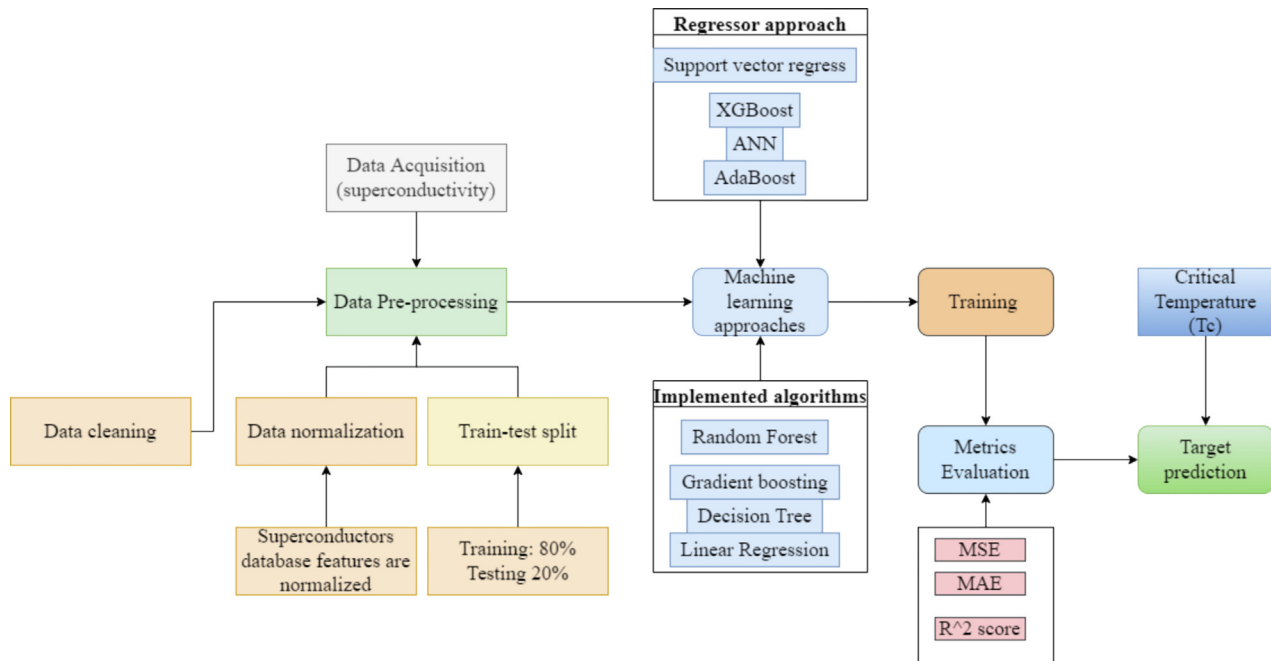 Regressor approach
Support vector regress
XGBoost
ANN
AdaBoost
Data Acquisition
(superconductivity)
Data Pre-processing
Machine
learning
approaches
Training
Critical
Temperature
(Tc)
Data cleaning
Data normalization
Train-test split
Implemented algorithms
Random Forest
Gradient boosting
Decision Tree
Linear Regression
Metrics
Evaluation
Target
prediction
Superconductors
database features are
normalized
Training: 80%
Testing 20%
MSE
MAE
R^2 score